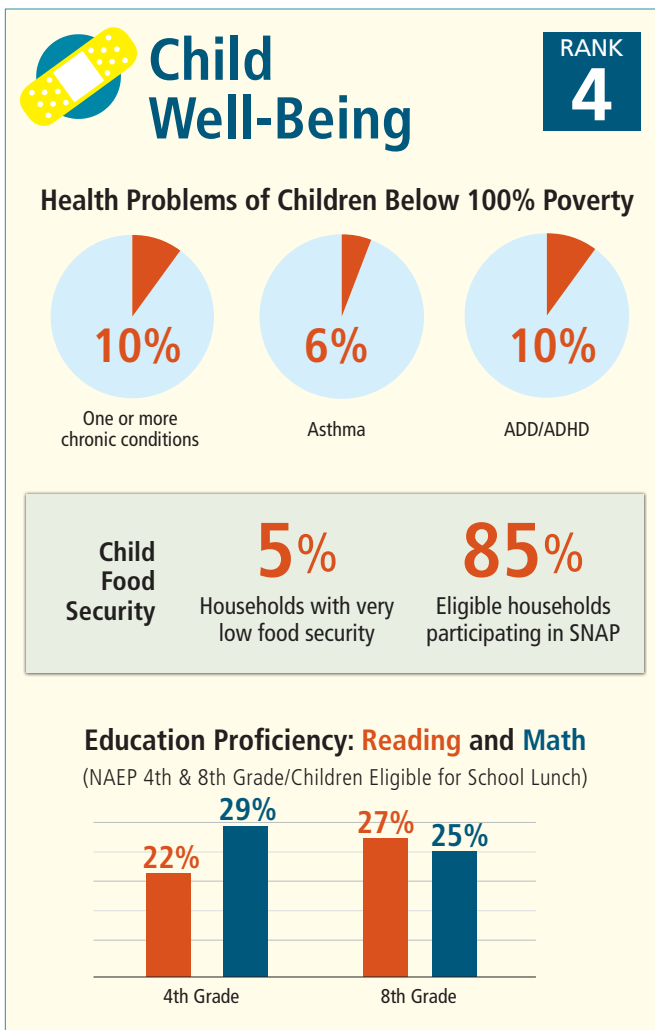 Child
Well-Being
RANK
4
Health Problems of Children Below 100% Poverty
10%
One or more
chronic conditions
6%
Asthma
10%
ADD/ADHD
Child
Food
Security
5%
Households with very
low food security
85%
Eligible households
participating in SNAP
Education Proficiency: Reading and Math
(NAEP 4th & 8th Grade/Children Eligible for School Lunch)
22%
29%
27%
25%
4th Grade
8th Grade